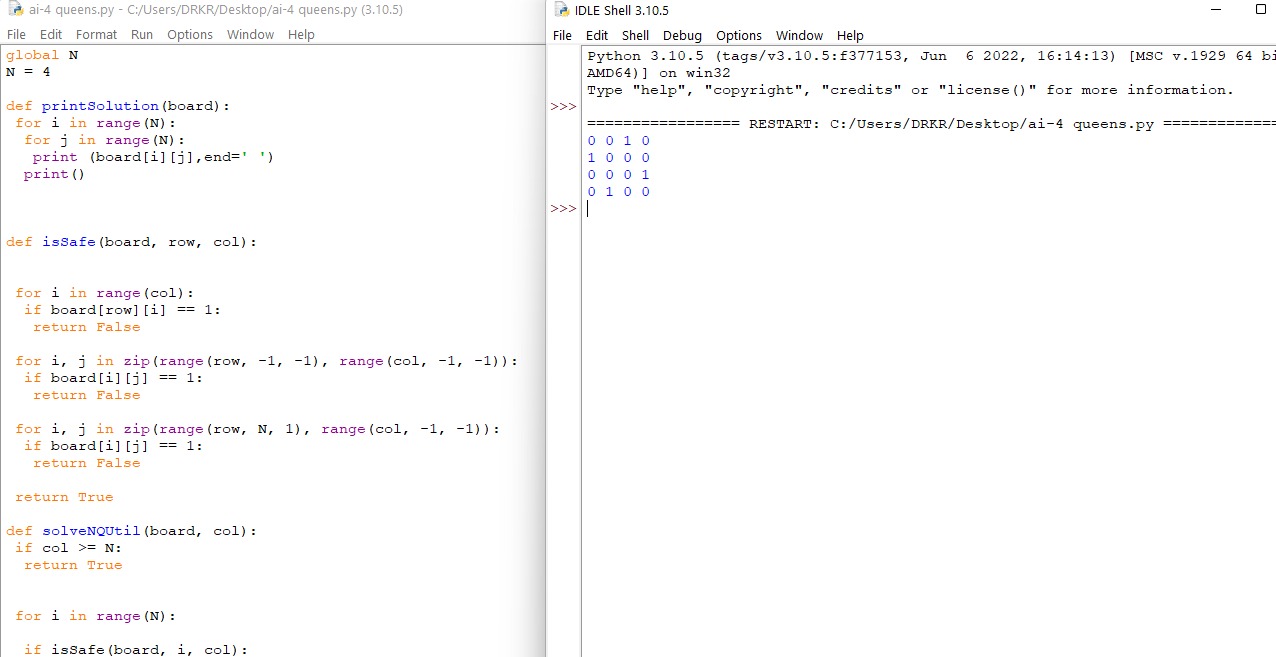 ai-4 queens.py - C:/Users/DRKR/Desktop/ai-4 queens.py (3.10.5)
File Edit Format Run Options Window Help
global N
N = 4
def printSolution(board):
 for i in range(N):
  for j in range(N):
   print (board[i][j],end=' ')
  print()
def isSafe(board, row, col):
 for i in range(col):
  if board[row][i] == 1:
   return False
 for i, j in zip(range(row, -1, -1), range(col, -1, -1)):
  if board[i][j] == 1:
   return False
 for i, j in zip(range(row, N, 1), range(col, -1, -1)):
  if board[i][j] == 1:
   return False
 return True
def solveNQUtil(board, col):
 if col >= N:
  return True
 for i in range(N):
  if isSafe(board, i, col):
IDLE Shell 3.10.5
File Edit Shell Debug Options Window Help
Python 3.10.5 (tags/v3.10.5:f377153, Jun  6 2022, 16:14:13) [MSC v.1929 64 bi
AMD64)] on win32
Type "help", "copyright", "credits" or "license()" for more information.
>>>
================= RESTART: C:/Users/DRKR/Desktop/ai-4 queens.py =============
0 0 1 0
1 0 0 0
0 0 0 1
0 1 0 0
>>>